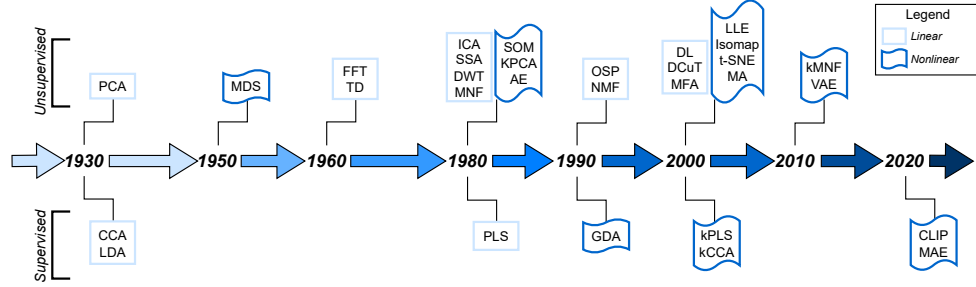 Legend
Linear
Nonlinear
Unsupervised
PCA
MDS
FFT
TD
ICA
SSA
DWT
MNF
SOM
KPCA
AE
OSP
NMF
DL
DCuT
MFA
LLE
Isomap
t-SNE
MA
kMNF
VAE
1930
1950
1960
1980
1990
2000
2010
2020
Supervised
CCA
LDA
PLS
GDA
kPLS
kCCA
CLIP
MAE